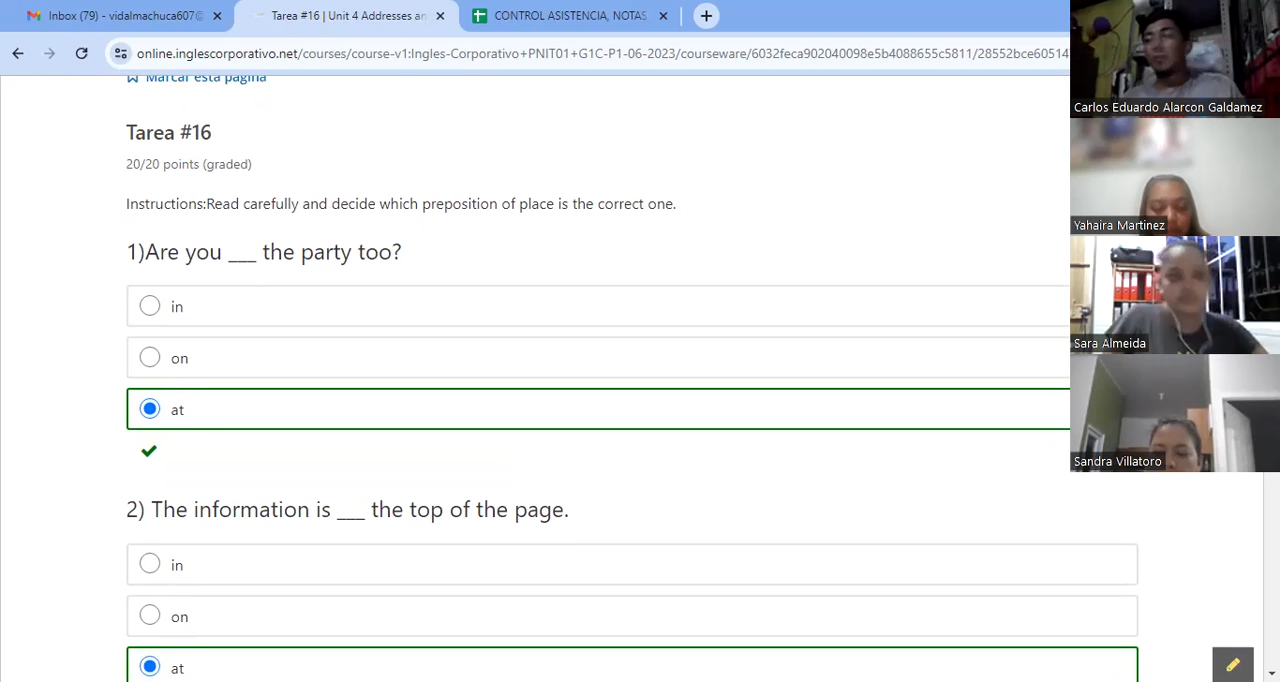 Inbox (79) - vidalmachuca607@
Tarea #16 | Unit 4 Addresses an
CONTROL ASISTENCIA, NOTAS
online.inglescorporativo.net/courses/course-v1:Ingles-Corporativo+PNIT01+G1C-P1-06-2023/courseware/6032feca902040098e5b4088655c5811/28552bce60514
Marcar esta página
Tarea #16
20/20 points (graded)
Instructions:Read carefully and decide which preposition of place is the correct one.
1)Are you ___ the party too?
in
on
at
2) The information is ___ the top of the page.
in
on
at
Carlos Eduardo Alarcon Galdamez
Yahaira Martinez
Sara Almeida
Sandra Villatoro